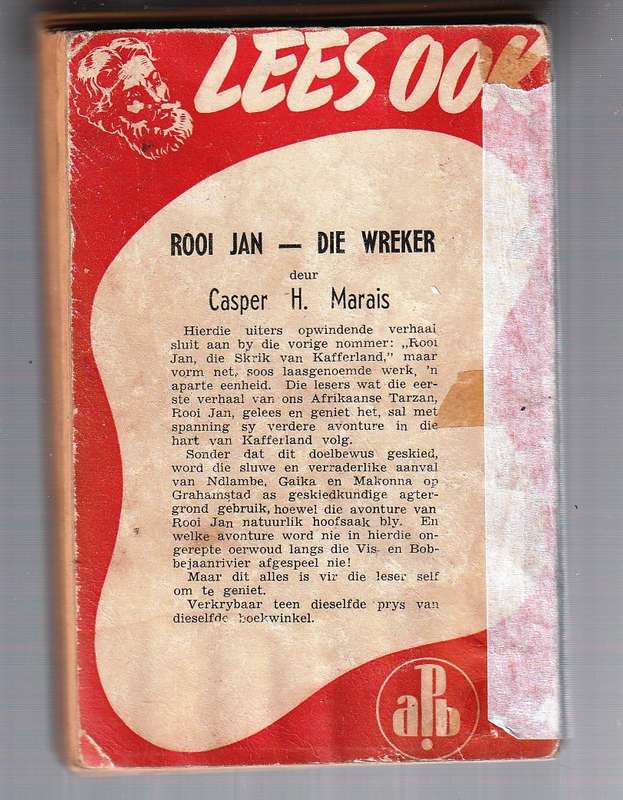 LEES OOK
ROOI JAN — DIE WREKER
deur
Casper H. Marais
Hierdie uiters opwindende verhaal
sluit aan by die vorige nommer: „Rooi
Jan, die Skrik van Kafferland," maar
vorm net, soos laasgenoemde werk, 'n
aparte eenheid. Die lesers wat die eer-
ste verhaal van ons Afrikaanse Tarzan,
Rooi Jan, gelees en geniet het, sal met
spanning sy verdere avonture in die
hart van Kafferland volg.
Sonder dat dit doelbewus geskied,
word die sluwe en verraderlike aanval
van Ndlambe, Gaika en Makonna op
Grahamstad as geskiedkundige agter-
grond gebruik, hoewel die avonture van
Rooi Jan natuurlik hoofsaak bly. En
welke avonture word nie in hierdie on-
gerepte oerwoud langs die Vis- en Bob-
bejaanrivier afgespeel nie!
Maar dit alles is vir die leser self
om te geniet.
Verkrybaar teen dieselfde prys van
dieselfde boekwinkel.
aPb